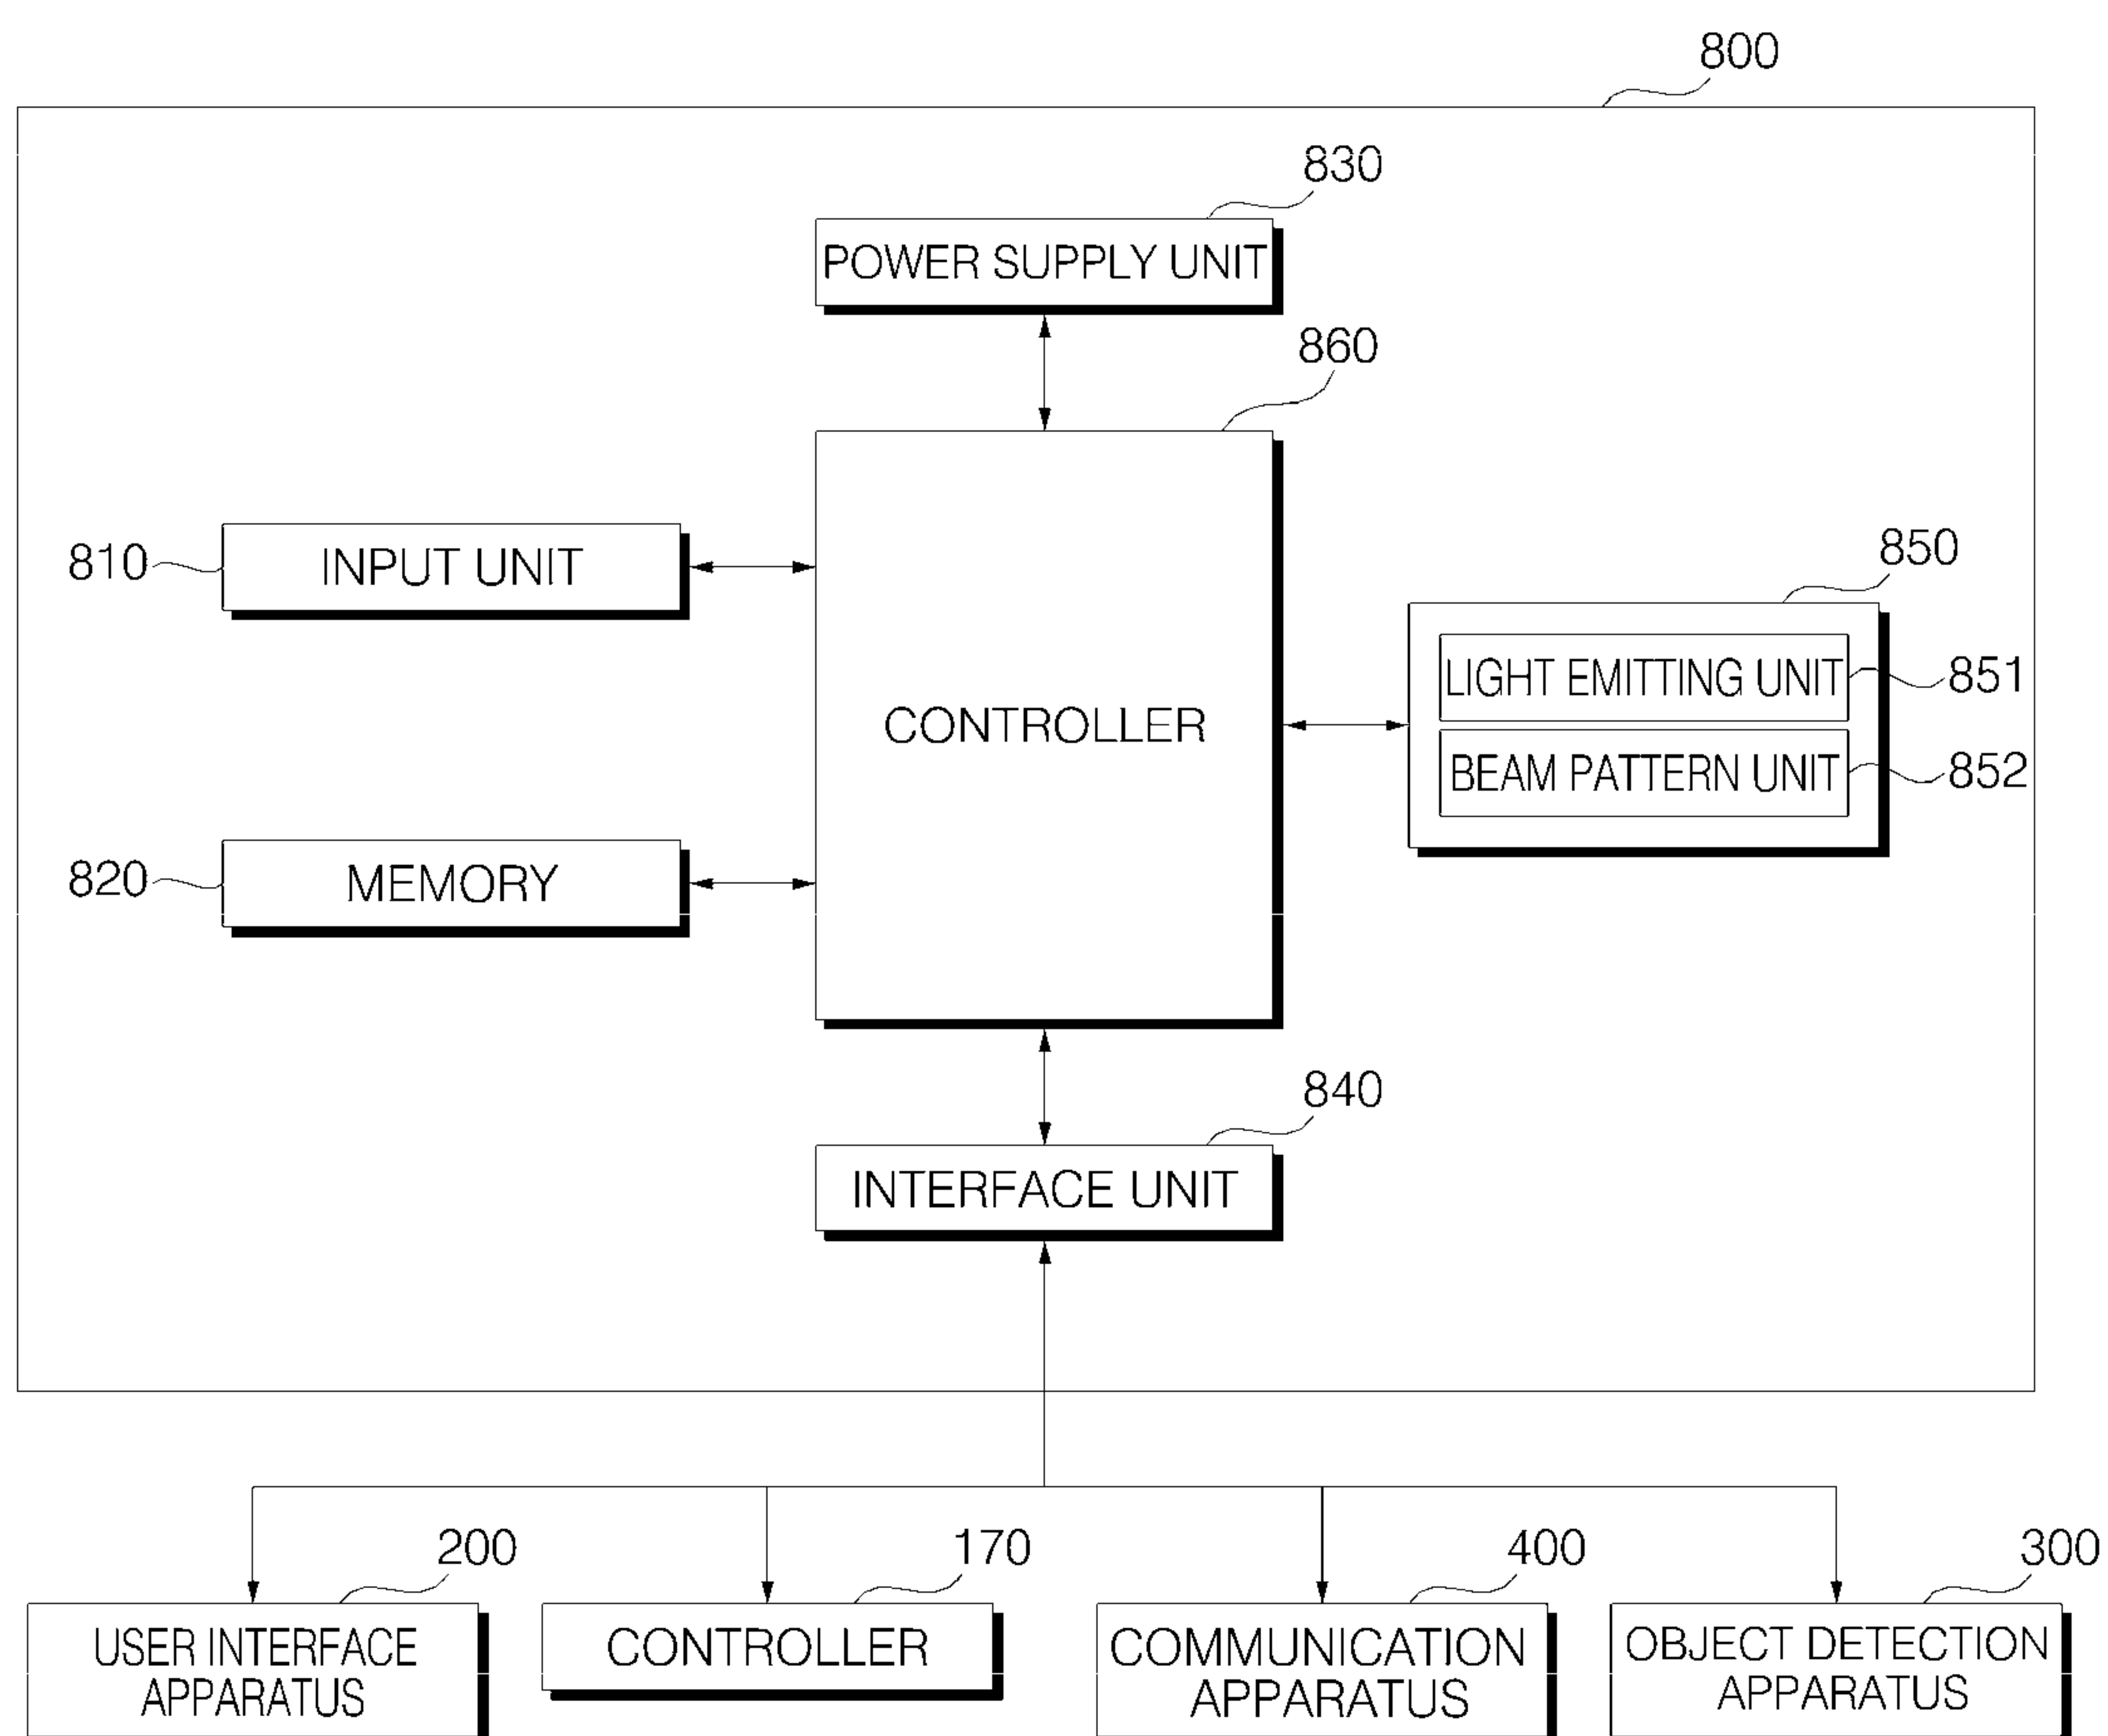 800
830
POWER SUPPLY UNIT
860
810
INPUT UNIT
850
LIGHT EMITTING UNIT
851
CONTROLLER
BEAM PATTERN UNIT
852
820
MEMORY
840
INTERFACE UNIT
200
170
400
300
USER INTERFACE
APPARATUS
CONTROLLER
COMMUNICATION
APPARATUS
OBJECT DETECTION
APPARATUS